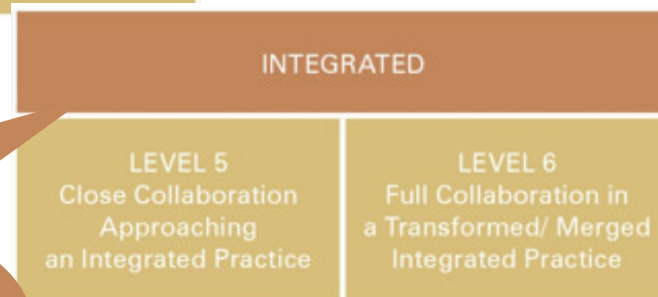 INTEGRATED
LEVEL 5
Close Collaboration
Approaching
an Integrated Practice
LEVEL 6
Full Collaboration in
a Transformed/ Merged
Integrated Practice